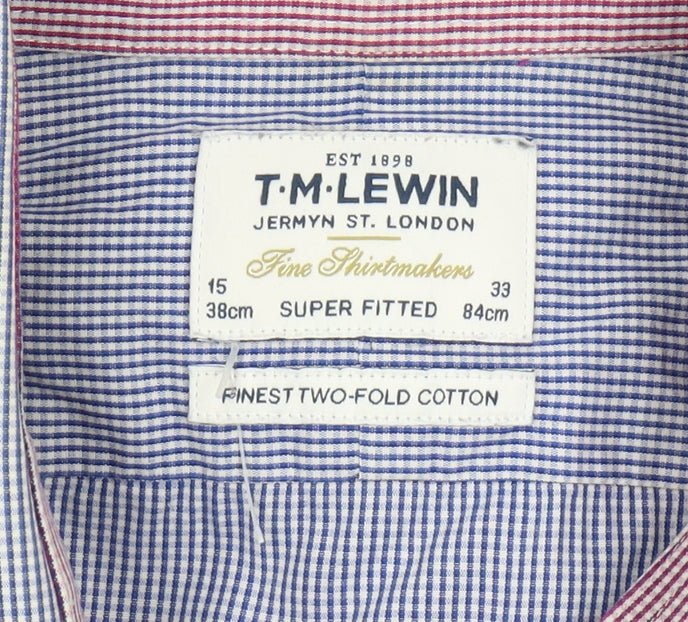 EST 1898
T·M·LEWIN
JERMYN ST. LONDON
Fine Shirtmakers
15 33
38cm SUPER FITTED 84cm
FINEST TWO-FOLD COTTON